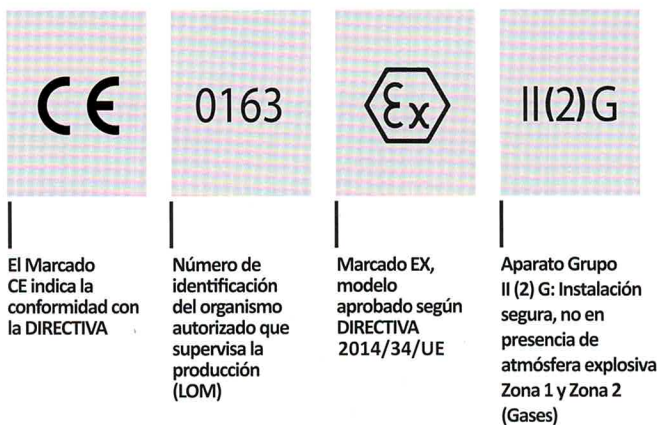 CE
0163
Ex
II(2)G
El Marcado
CE indica la
conformidad con
la DIRECTIVA
Número de
identificación
del organismo
autorizado que
supervisa la
producción
(LOM)
Marcado EX,
modelo
aprobado según
DIRECTIVA
2014/34/UE
Aparato Grupo
II (2) G: Instalación
segura, no en
presencia de
atmósfera explosiva
Zona 1 y Zona 2
(Gases)